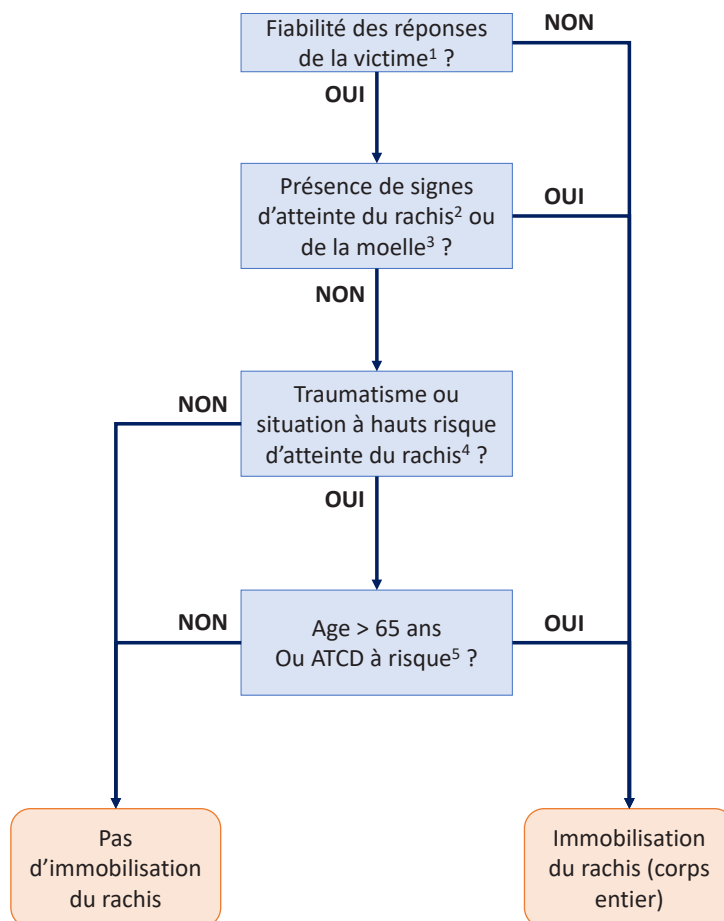 Fiabilité des réponses
de la victime¹ ?
NON
OUI
Présence de signes
d’atteinte du rachis² ou
de la moelle³ ?
OUI
NON
NON
Traumatisme ou
situation à hauts risque
d’atteinte du rachis⁴ ?
OUI
NON
Age > 65 ans
Ou ATCD à risque⁵ ?
OUI
Pas
d’immobilisation
du rachis
Immobilisation
du rachis (corps
entier)